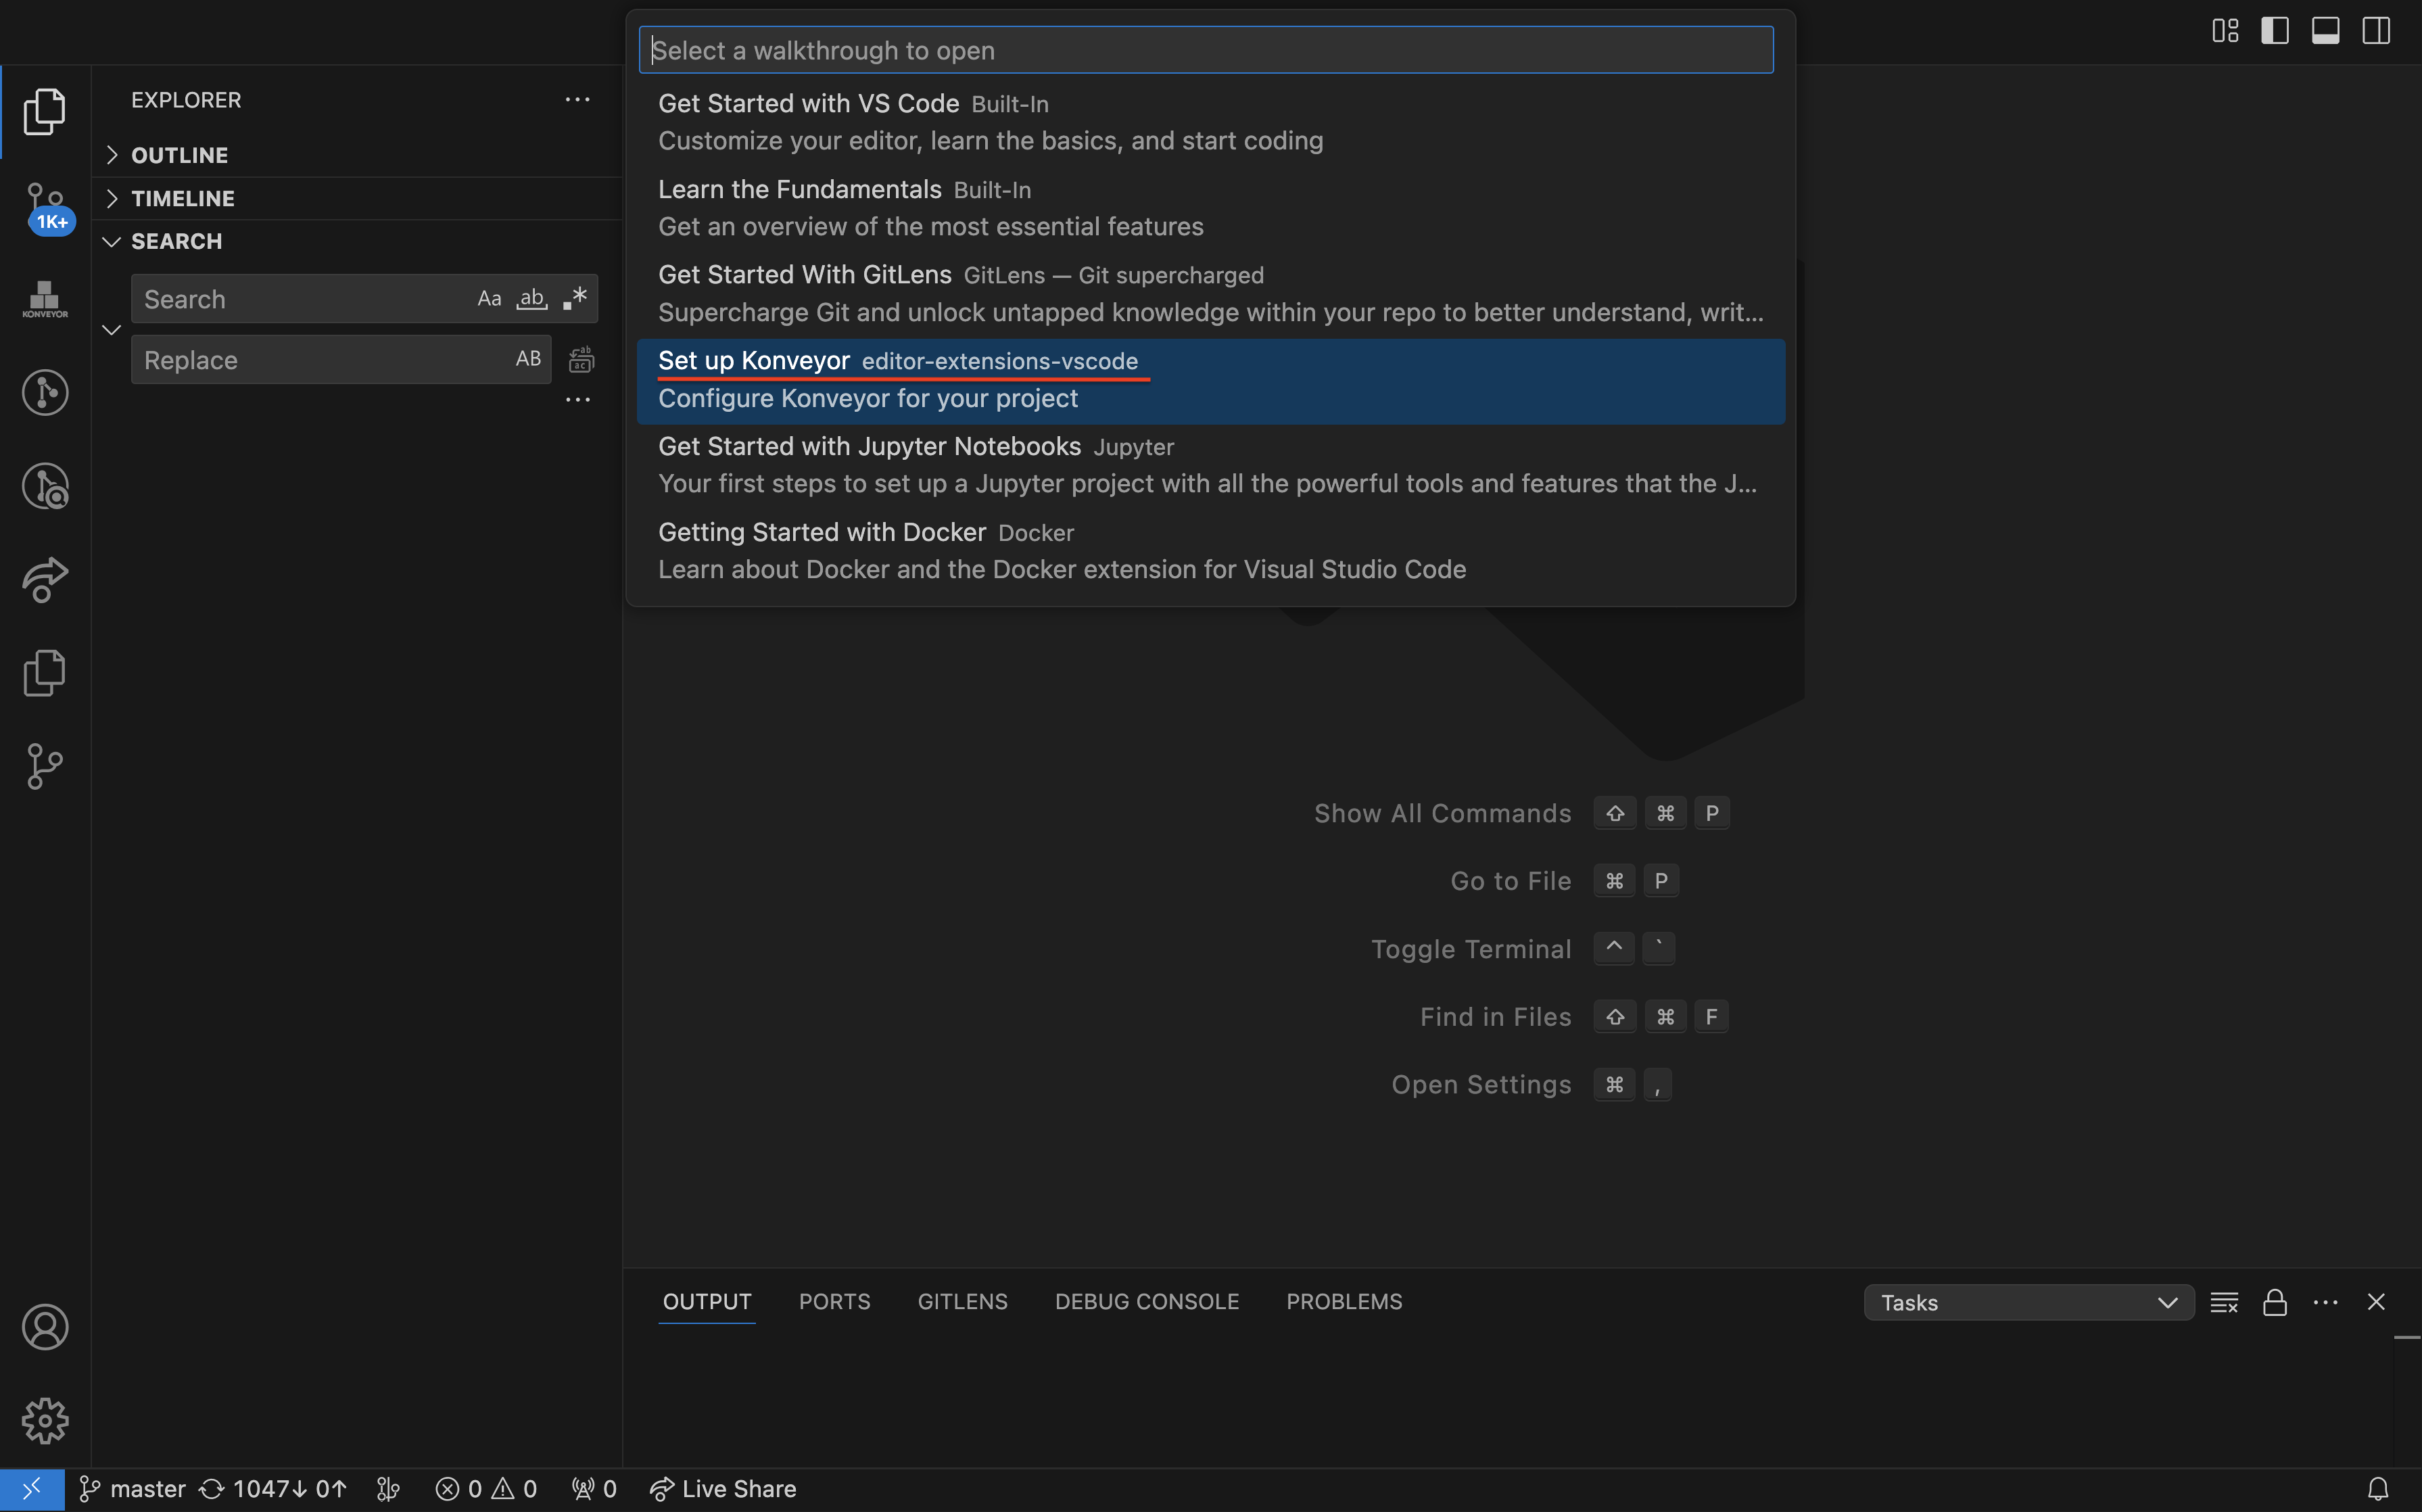 Select a walkthrough to open
Get Started with VS Code Built-In
Customize your editor, learn the basics, and start coding
Learn the Fundamentals Built-In
Get an overview of the most essential features
Get Started With GitLens GitLens — Git supercharged
Supercharge Git and unlock untapped knowledge within your repo to better understand, writ...
Set up Konveyor editor-extensions-vscode
Configure Konveyor for your project
Get Started with Jupyter Notebooks Jupyter
Your first steps to set up a Jupyter project with all the powerful tools and features that the J...
Getting Started with Docker Docker
Learn about Docker and the Docker extension for Visual Studio Code
EXPLORER
OUTLINE
TIMELINE
SEARCH
Search Aa ab .*
Replace AB ab ac
1K+
KONVEYOR
Show All Commands ⇧ ⌘ P
Go to File ⌘ P
Toggle Terminal ^ `
Find in Files ⇧ ⌘ F
Open Settings ⌘ ,
OUTPUT PORTS GITLENS DEBUG CONSOLE PROBLEMS Tasks
master 1047↓ 0↑ 0 0 0 Live Share